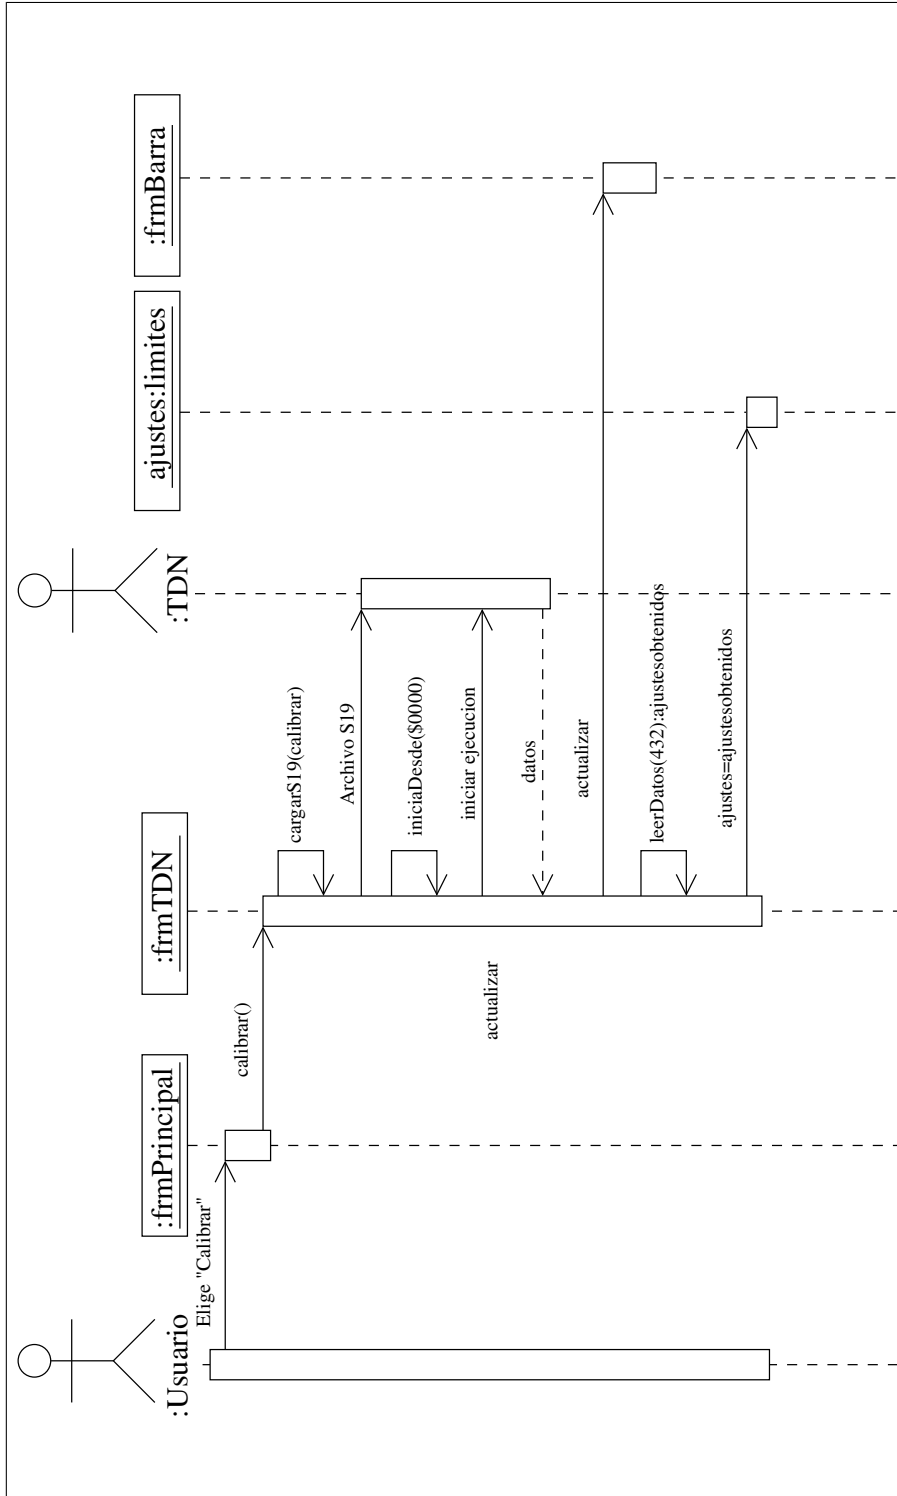 :Usuario
:frmPrincipal
:frmTDN
:TDN
ajustes:limites
:frmBarra
Elige "Calibrar"
calibrar()
cargarS19(calibrar)
Archivo S19
iniciaDesde($0000)
iniciar ejecucion
actualizar
datos
actualizar
leerDatos(432):ajustesobtenidos
ajustes=ajustesobtenidos